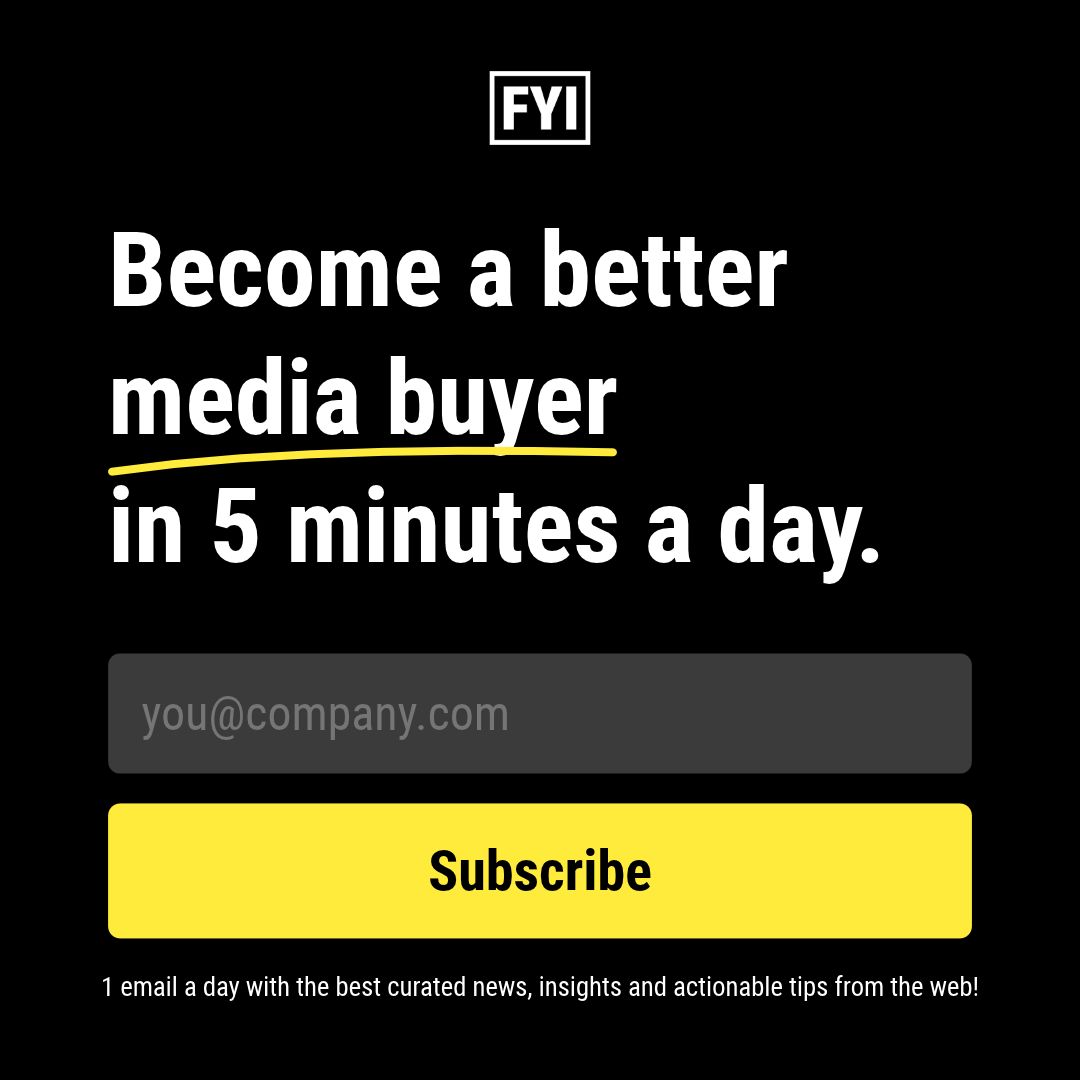 FYI
Become a better
media buyer
in 5 minutes a day.
you@company.com
Subscribe
1 email a day with the best curated news, insights and actionable tips from the web!